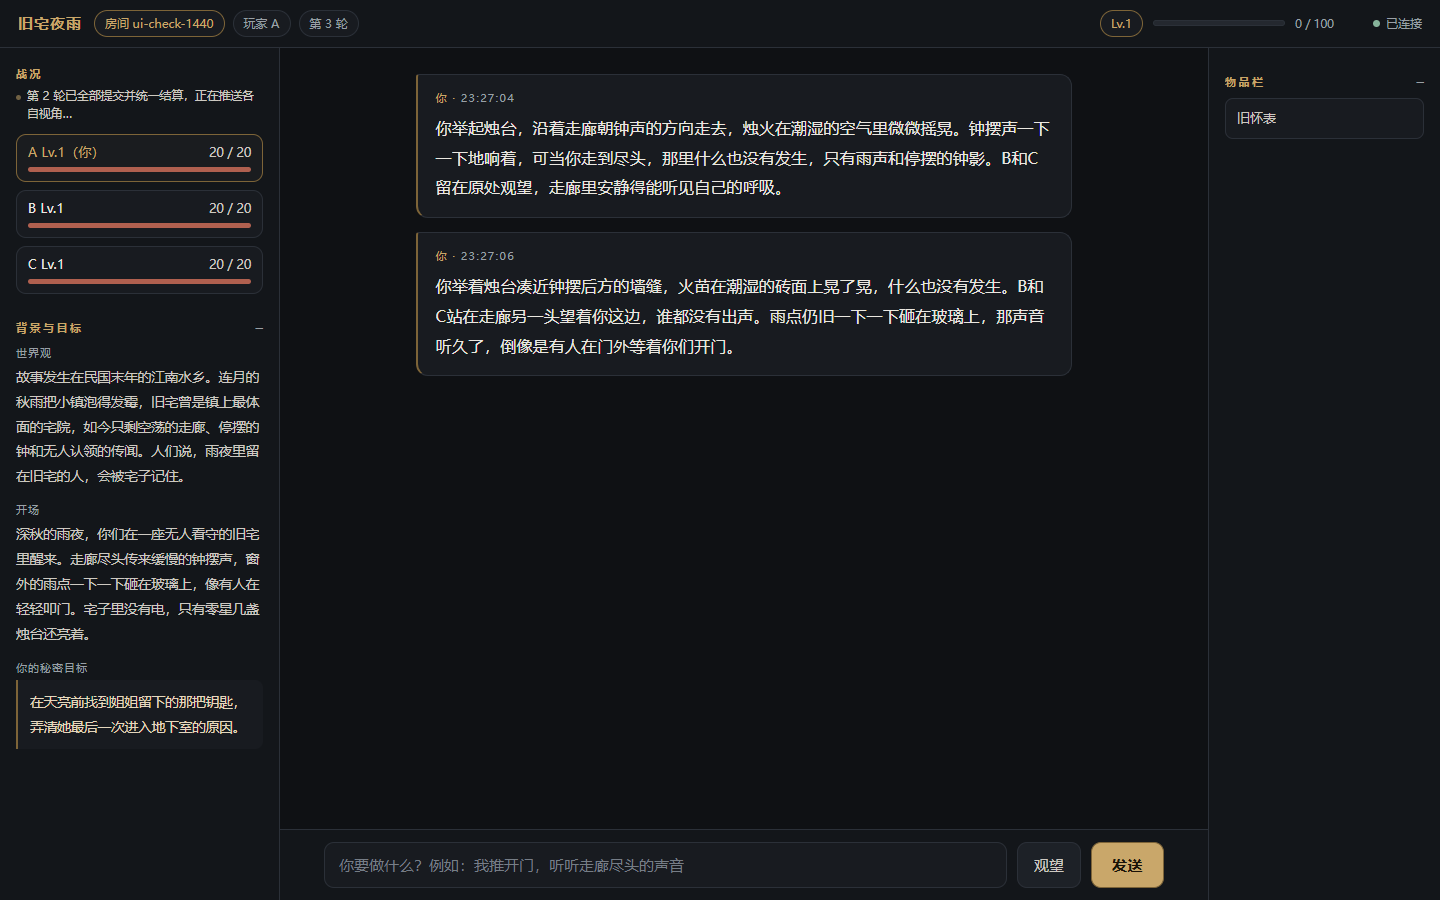 旧宅夜雨
房间 ui-check-1440
玩家 A
第 3 轮
Lv.1
0 / 100
已连接
战况
第 2 轮已全部提交并统一结算，正在推送各
自视角...
A Lv.1（你）
20 / 20
B Lv.1
20 / 20
C Lv.1
20 / 20
背景与目标
世界观
故事发生在民国末年的江南水乡。连月的
秋雨把小镇泡得发霉，旧宅曾是镇上最体
面的宅院，如今只剩空荡的走廊、停摆的
钟和无人认领的传闻。人们说，雨夜里留
在旧宅的人，会被宅子记住。
开场
深秋的雨夜，你们在一座无人看守的旧宅
里醒来。走廊尽头传来缓慢的钟摆声，窗
外的雨点一下一下砸在玻璃上，像有人在
轻轻叩门。宅子里没有电，只有零星几盏
烛台还亮着。
你的秘密目标
在天亮前找到姐姐留下的那把钥匙，
弄清她最后一次进入地下室的原因。
你 · 23:27:04
你举起烛台，沿着走廊朝钟声的方向走去，烛火在潮湿的空气里微微摇晃。钟摆声一下
一下地响着，可当你走到尽头，那里什么也没有发生，只有雨声和停摆的钟影。B和C
留在原处观望，走廊里安静得能听见自己的呼吸。
你 · 23:27:06
你举着烛台凑近钟摆后方的墙缝，火苗在潮湿的砖面上晃了晃，什么也没有发生。B和
C站在走廊另一头望着你这边，谁都没有出声。雨点仍旧一下一下砸在玻璃上，那声音
听久了，倒像是有人在门外等着你们开门。
你要做什么？例如：我推开门，听听走廊尽头的声音
观望
发送
物品栏
旧怀表